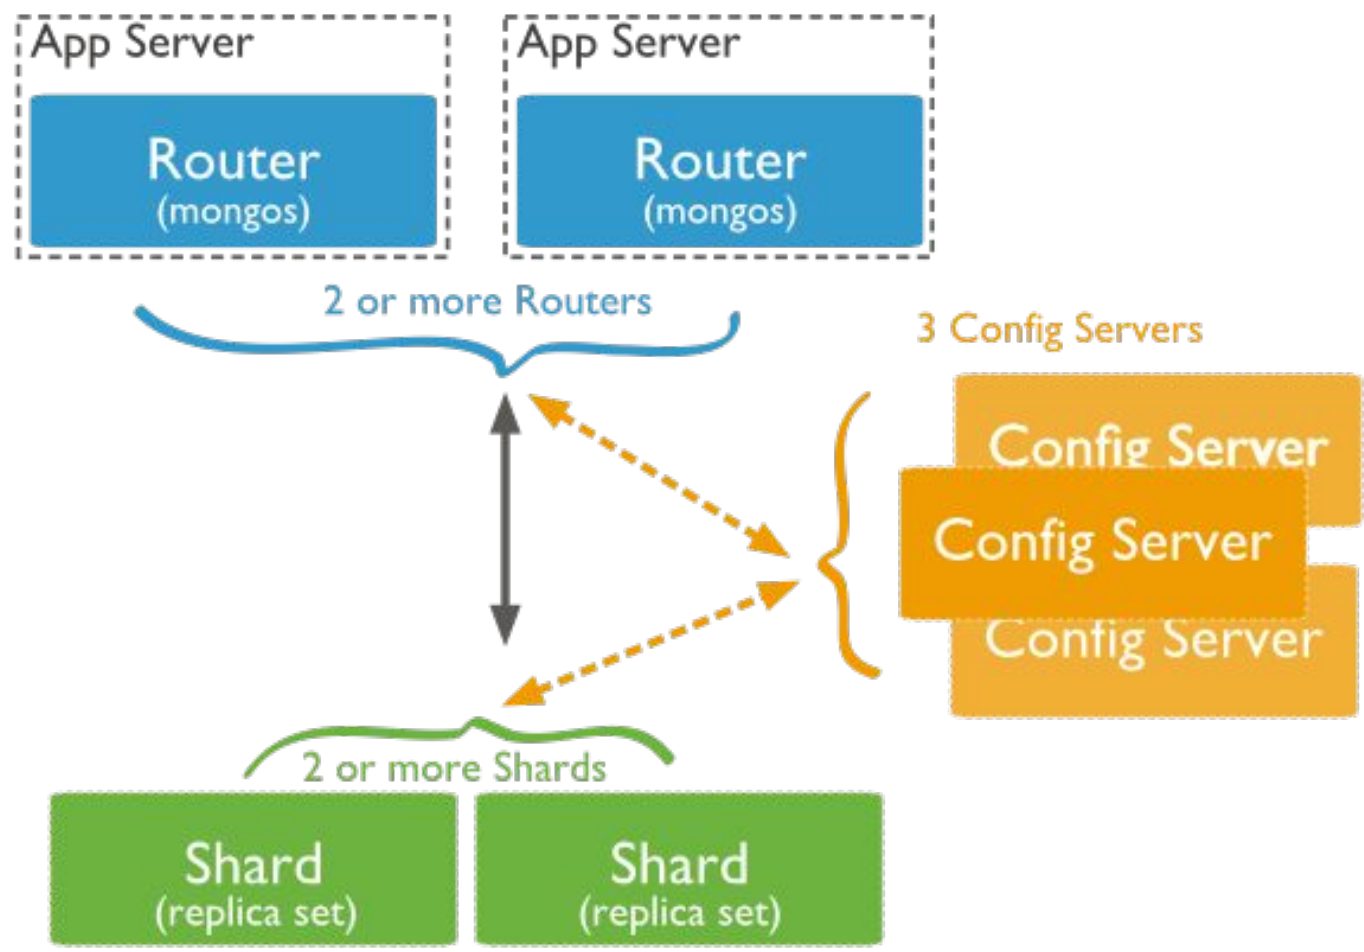 App Server
Router
(mongos)
App Server
Router
(mongos)
2 or more Routers
3 Config Servers
Config Server
Config Server
Config Server
2 or more Shards
Shard
(replica set)
Shard
(replica set)